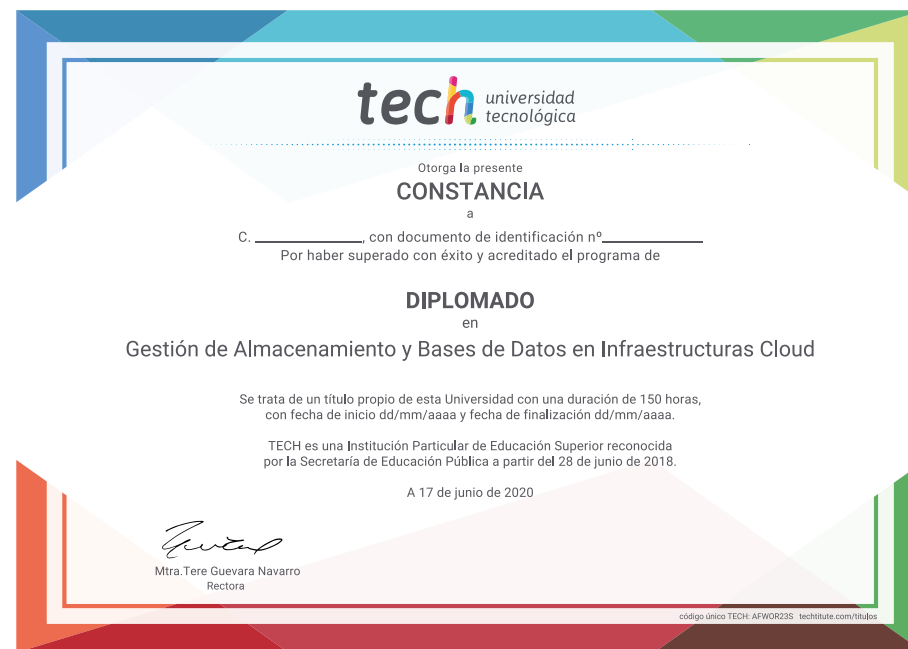 tech universidad
tecnológica
Otorga la presente
CONSTANCIA
a
C. ____________, con documento de identificación nº____________
Por haber superado con éxito y acreditado el programa de
DIPLOMADO
en
Gestión de Almacenamiento y Bases de Datos en Infraestructuras Cloud
Se trata de un título propio de esta Universidad con una duración de 150 horas,
con fecha de inicio dd/mm/aaaa y fecha de finalización dd/mm/aaaa.
TECH es una Institución Particular de Educación Superior reconocida
por la Secretaría de Educación Pública a partir del 28 de junio de 2018.
A 17 de junio de 2020
Mtra.Tere Guevara Navarro
Rectora
código único TECH: AFWOR23S techtitute.com/titulos